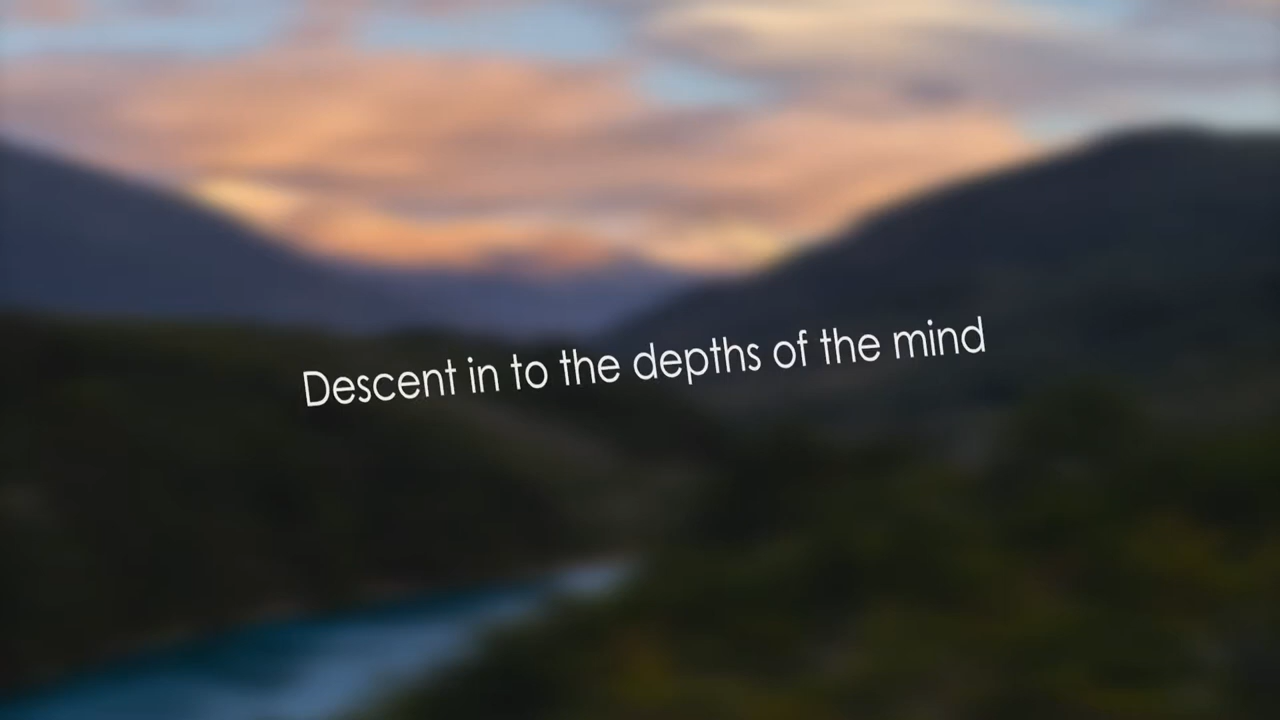 Descent in to the depths of the mind